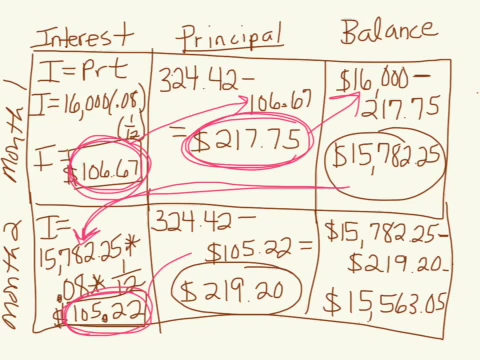 Interest Principal Balance
month 1
I = Prt
I = 16,000(.08)
(1/12)
I =
$106.67
324.42 -
106.67
= $217.75
$16,000 -
217.75
$15,782.25
month 2
I =
15,782.25*
.08* 1/12
$105.22
324.42 -
$105.22 =
$219.20
$15,782.25-
$219.20-
$15,563.05